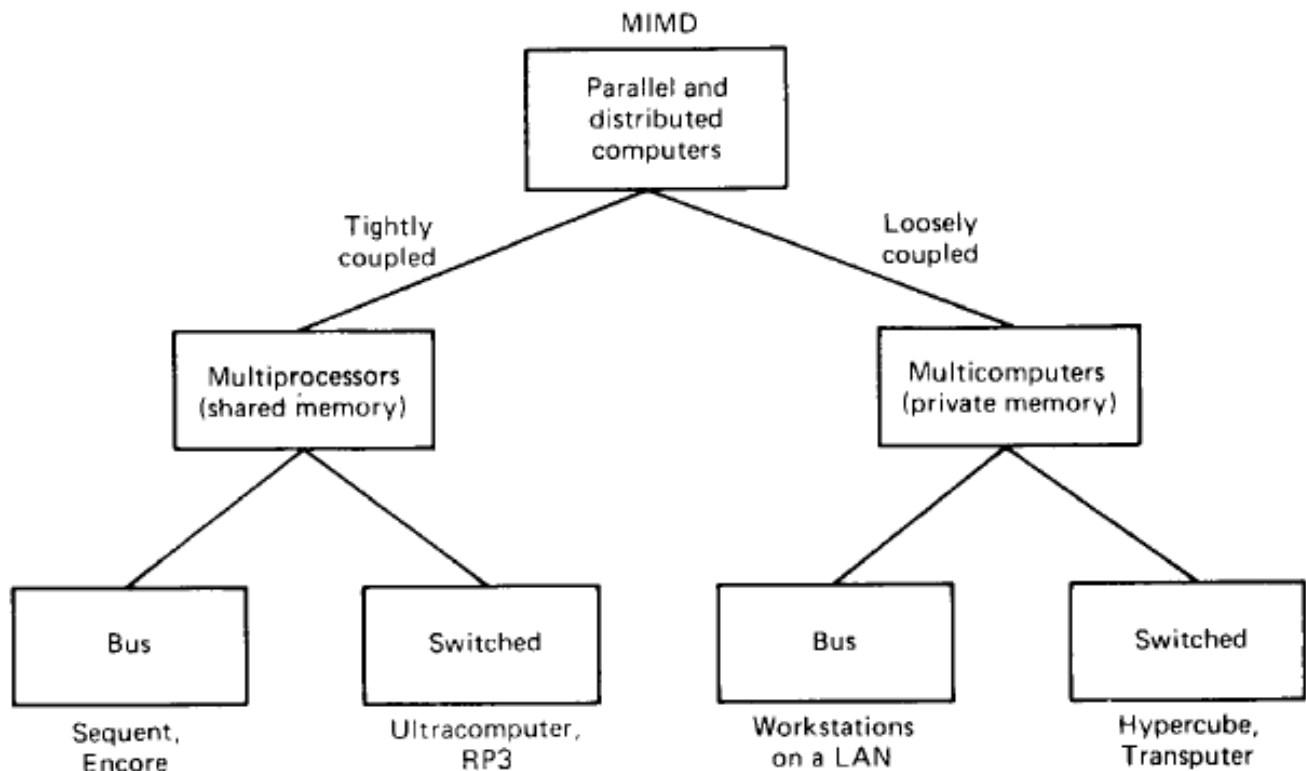 MIMD
Parallel and
distributed
computers
Tightly
coupled
Loosely
coupled
Multiprocessors
(shared memory)
Multicomputers
(private memory)
Bus
Switched
Bus
Switched
Sequent,
Encore
Ultracomputer,
RP3
Workstations
on a LAN
Hypercube,
Transputer